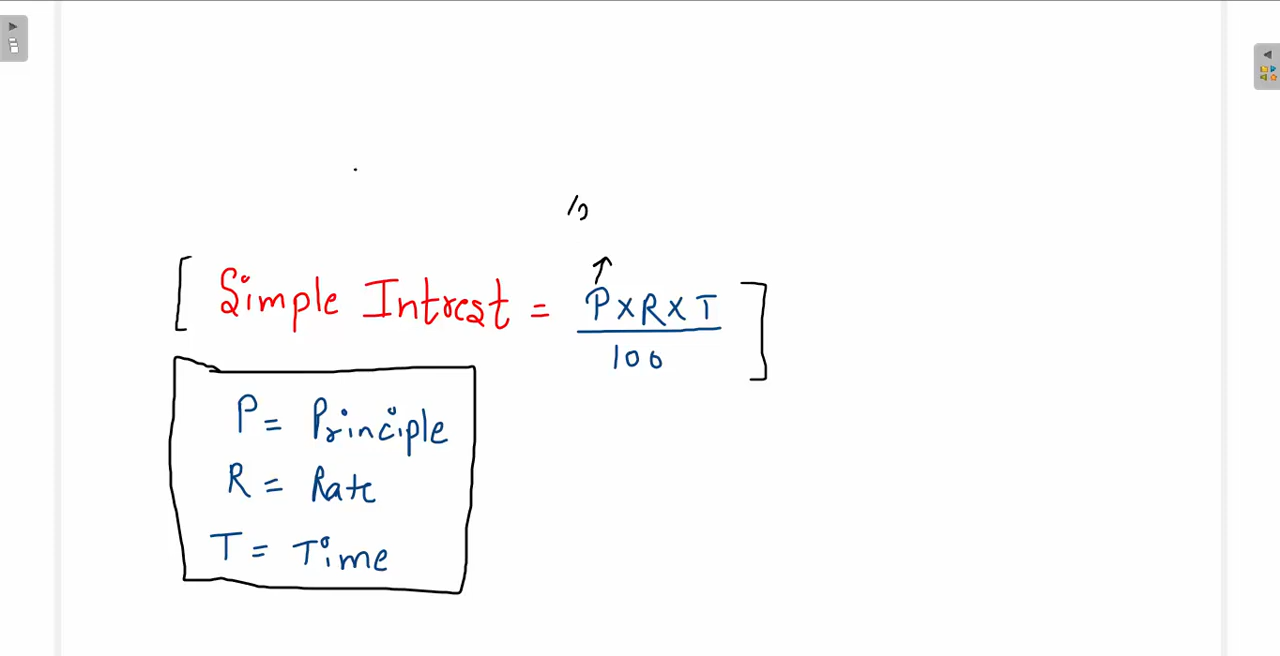 [ Simple Intrest = P x R x T ]
100
P = Principle
R = Rate
T = Time